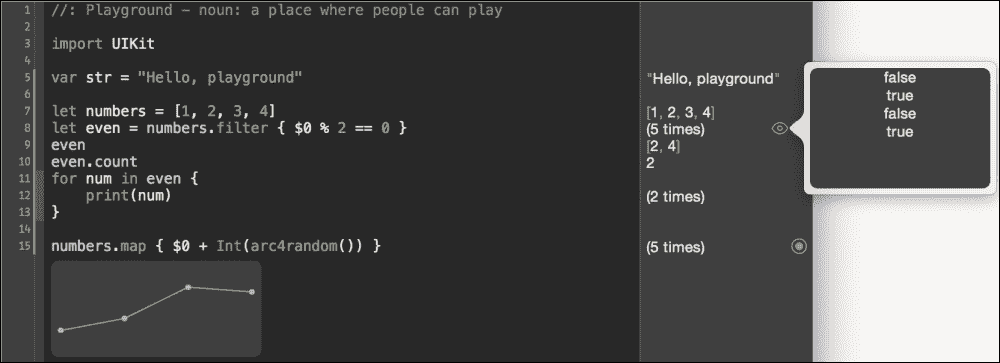 1 //: Playground - noun: a place where people can play
2
3 import UIKit
4
5 var str = "Hello, playground"
6
7 let numbers = [1, 2, 3, 4]
8 let even = numbers.filter { $0 % 2 == 0 }
9 even
10 even.count
11 for num in even {
12 print(num)
13 }
14
15 numbers.map { $0 + Int(arc4random()) }
"Hello, playground"
[1, 2, 3, 4]
(5 times)
[2, 4]
2
(2 times)
(5 times)
false
true
false
true